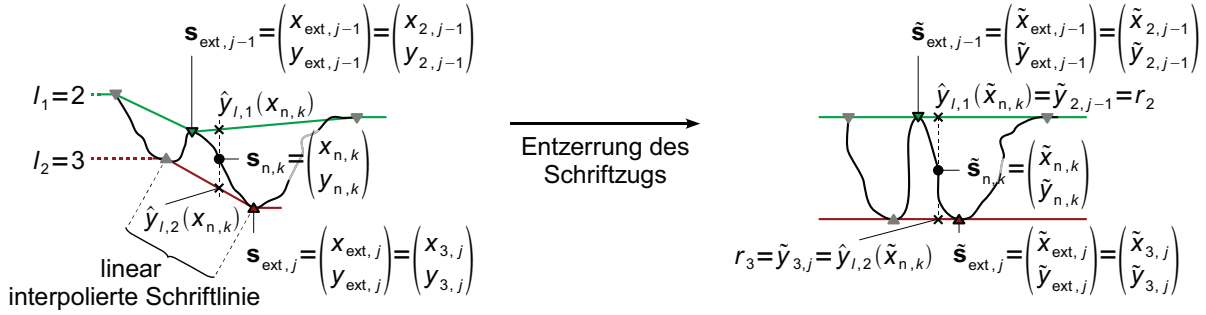 s_ext,j−1 = (x_ext,j−1 y_ext,j−1) = (x_2,j−1 y_2,j−1)
l_1=2
ŷ_l,1(x_n,k)
l_2=3
s_n,k = (x_n,k y_n,k)
ŷ_l,2(x_n,k)
s_ext,j = (x_ext,j y_ext,j) = (x_3,j y_3,j)
linear
interpolierte Schriftlinie
Entzerrung des
Schriftzugs
s̃_ext,j−1 = (x̃_ext,j−1 ỹ_ext,j−1) = (x̃_2,j−1 ỹ_2,j−1)
ŷ_l,1(x̃_n,k) = ỹ_2,j−1 = r_2
s̃_n,k = (x̃_n,k ỹ_n,k)
r_3 = ỹ_3,j = ŷ_l,2(x̃_n,k)
s̃_ext,j = (x̃_ext,j ỹ_ext,j) = (x̃_3,j ỹ_3,j)